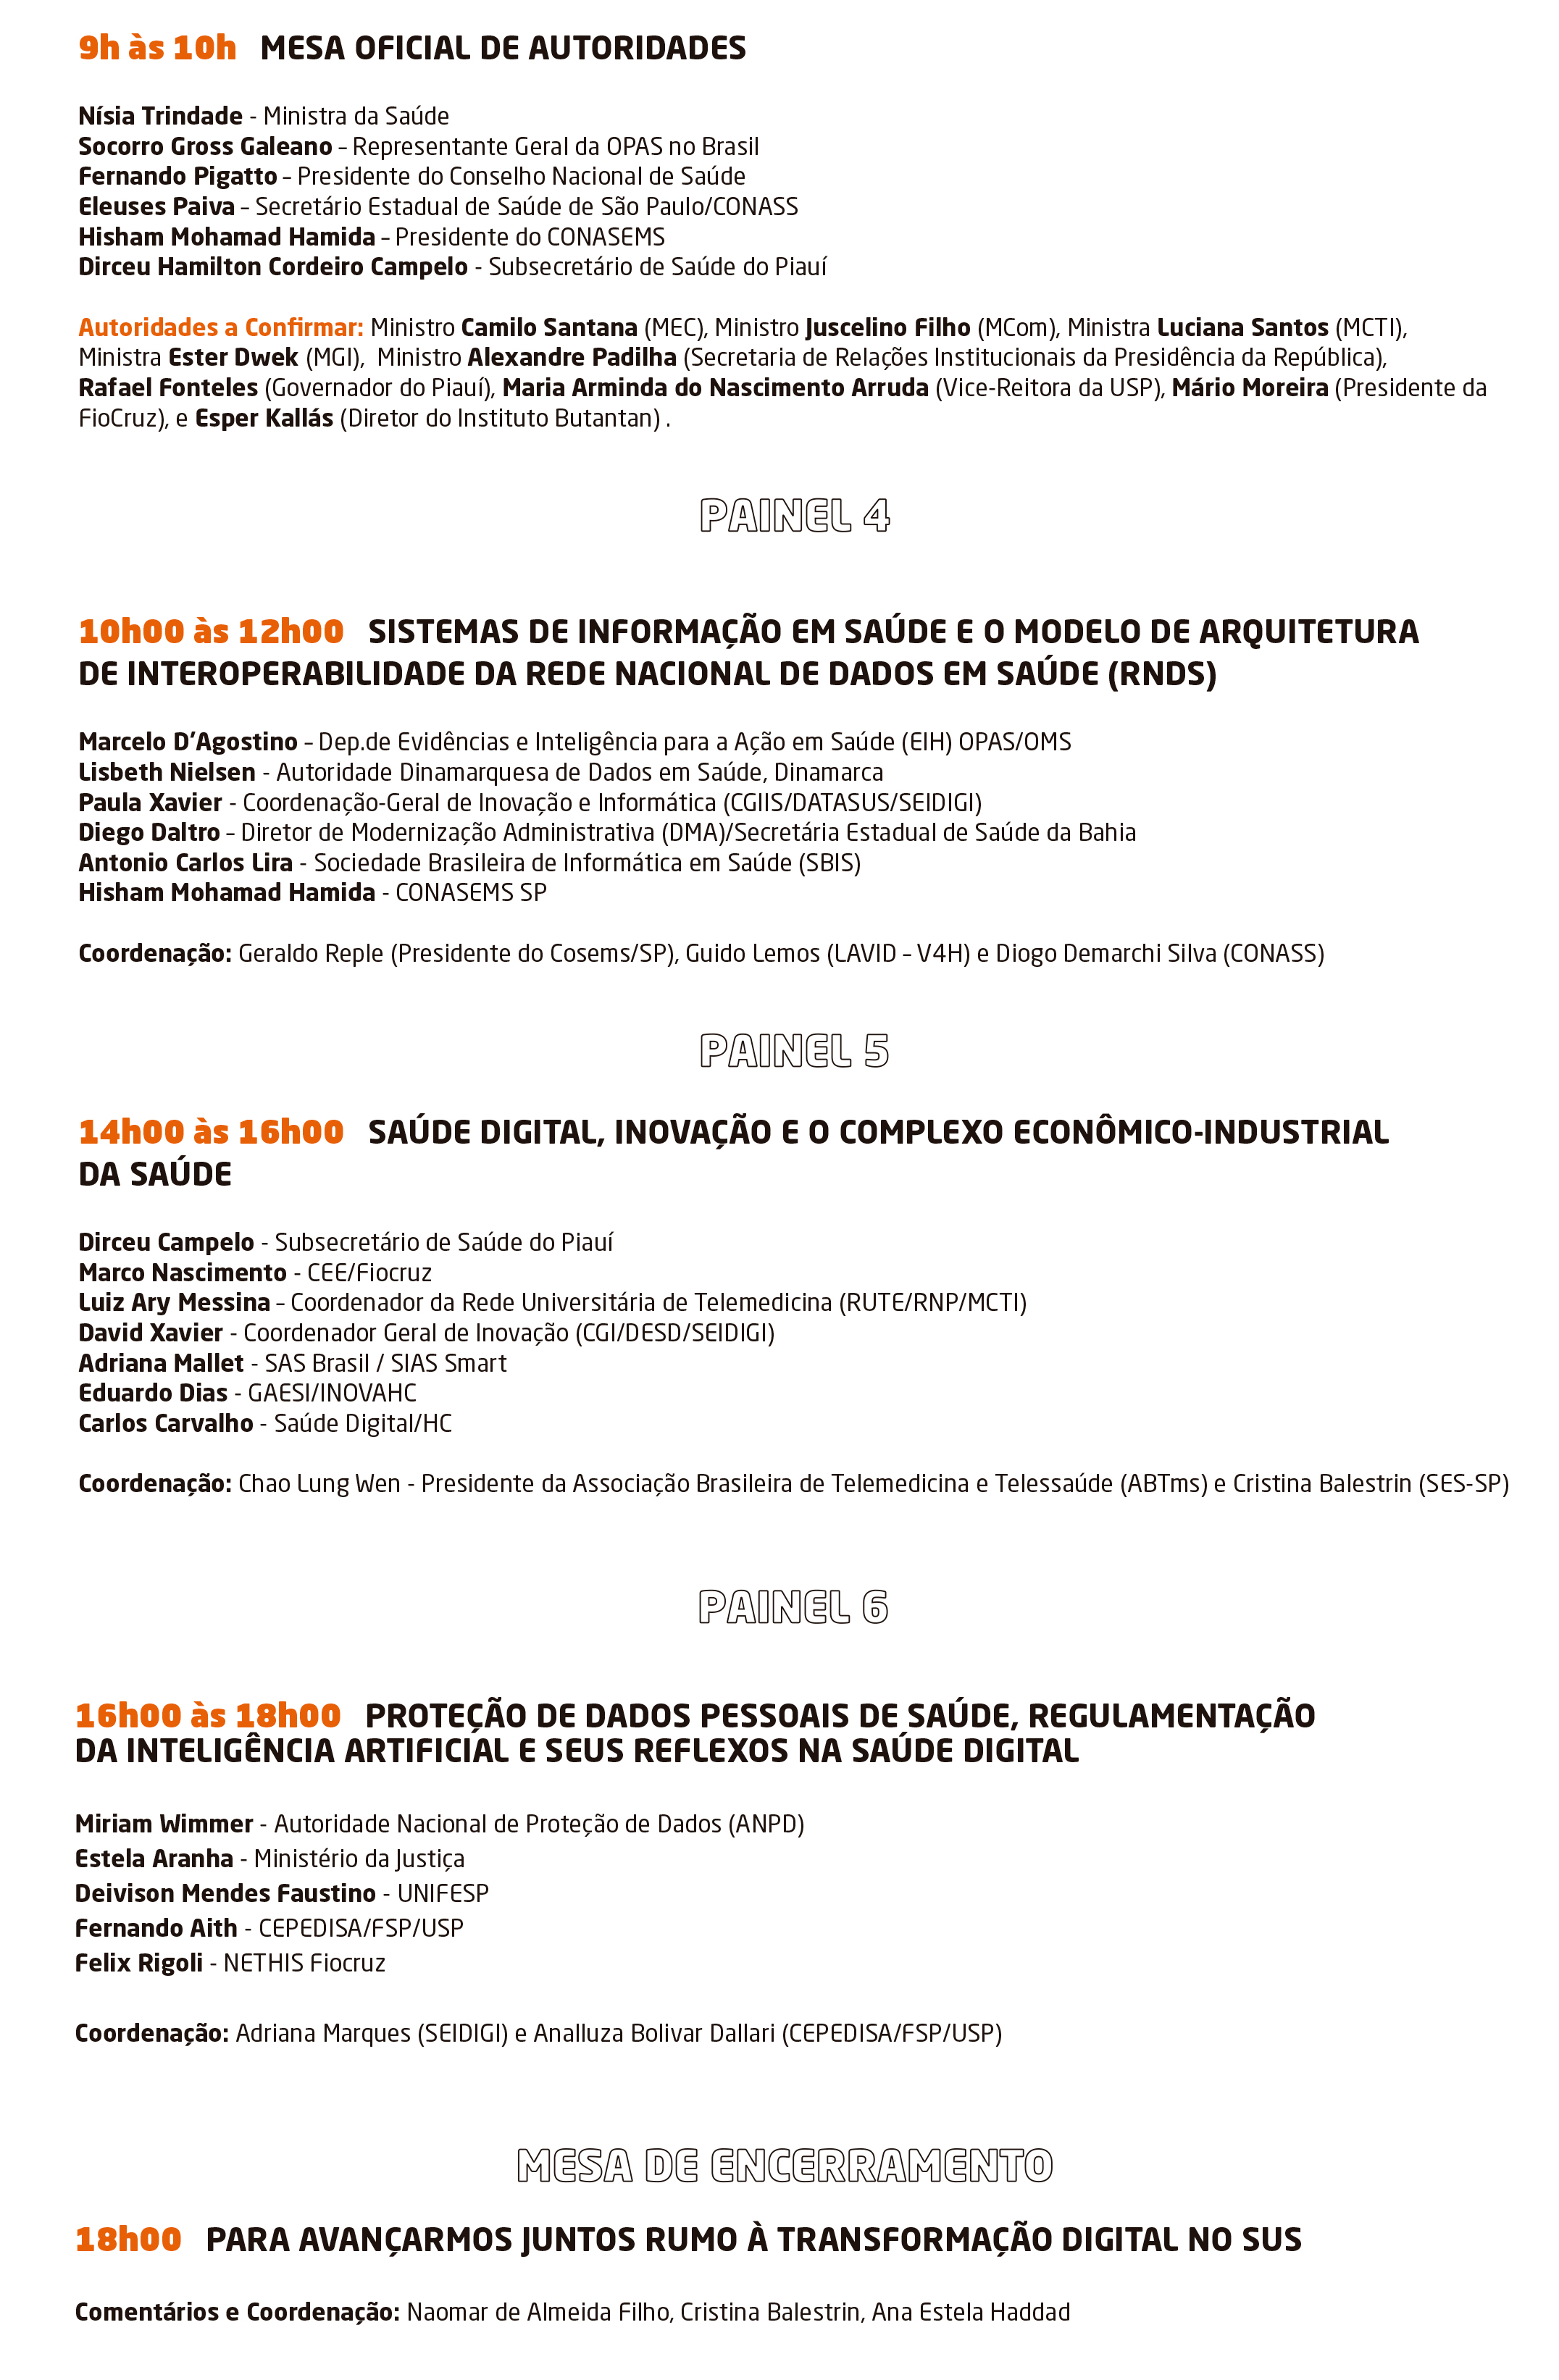 9h às 10h MESA OFICIAL DE AUTORIDADES
Nísia Trindade - Ministra da Saúde
Socorro Gross Galeano – Representante Geral da OPAS no Brasil
Fernando Pigatto – Presidente do Conselho Nacional de Saúde
Eleuses Paiva – Secretário Estadual de Saúde de São Paulo/CONASS
Hisham Mohamad Hamida – Presidente do CONASEMS
Dirceu Hamilton Cordeiro Campelo - Subsecretário de Saúde do Piauí
Autoridades a Confirmar: Ministro Camilo Santana (MEC), Ministro Juscelino Filho (MCom), Ministra Luciana Santos (MCTI),
Ministra Ester Dwek (MGI), Ministro Alexandre Padilha (Secretaria de Relações Institucionais da Presidência da República),
Rafael Fonteles (Governador do Piauí), Maria Arminda do Nascimento Arruda (Vice-Reitora da USP), Mário Moreira (Presidente da
FioCruz), e Esper Kallás (Diretor do Instituto Butantan) .
PAINEL 4
10h00 às 12h00 SISTEMAS DE INFORMAÇÃO EM SAÚDE E O MODELO DE ARQUITETURA
DE INTEROPERABILIDADE DA REDE NACIONAL DE DADOS EM SAÚDE (RNDS)
Marcelo D'Agostino – Dep.de Evidências e Inteligência para a Ação em Saúde (EIH) OPAS/OMS
Lisbeth Nielsen - Autoridade Dinamarquesa de Dados em Saúde, Dinamarca
Paula Xavier - Coordenação-Geral de Inovação e Informática (CGIIS/DATASUS/SEIDIGI)
Diego Daltro – Diretor de Modernização Administrativa (DMA)/Secretária Estadual de Saúde da Bahia
Antonio Carlos Lira - Sociedade Brasileira de Informática em Saúde (SBIS)
Hisham Mohamad Hamida - CONASEMS SP
Coordenação: Geraldo Reple (Presidente do Cosems/SP), Guido Lemos (LAVID – V4H) e Diogo Demarchi Silva (CONASS)
PAINEL 5
14h00 às 16h00 SAÚDE DIGITAL, INOVAÇÃO E O COMPLEXO ECONÔMICO-INDUSTRIAL
DA SAÚDE
Dirceu Campelo - Subsecretário de Saúde do Piauí
Marco Nascimento - CEE/Fiocruz
Luiz Ary Messina – Coordenador da Rede Universitária de Telemedicina (RUTE/RNP/MCTI)
David Xavier - Coordenador Geral de Inovação (CGI/DESD/SEIDIGI)
Adriana Mallet - SAS Brasil / SIAS Smart
Eduardo Dias - GAESI/INOVAHC
Carlos Carvalho - Saúde Digital/HC
Coordenação: Chao Lung Wen - Presidente da Associação Brasileira de Telemedicina e Telessaúde (ABTms) e Cristina Balestrin (SES-SP)
PAINEL 6
16h00 às 18h00 PROTEÇÃO DE DADOS PESSOAIS DE SAÚDE, REGULAMENTAÇÃO
DA INTELIGÊNCIA ARTIFICIAL E SEUS REFLEXOS NA SAÚDE DIGITAL
Miriam Wimmer - Autoridade Nacional de Proteção de Dados (ANPD)
Estela Aranha - Ministério da Justiça
Deivison Mendes Faustino - UNIFESP
Fernando Aith - CEPEDISA/FSP/USP
Felix Rigoli - NETHIS Fiocruz
Coordenação: Adriana Marques (SEIDIGI) e Analluza Bolivar Dallari (CEPEDISA/FSP/USP)
MESA DE ENCERRAMENTO
18h00 PARA AVANÇARMOS JUNTOS RUMO À TRANSFORMAÇÃO DIGITAL NO SUS
Comentários e Coordenação: Naomar de Almeida Filho, Cristina Balestrin, Ana Estela Haddad